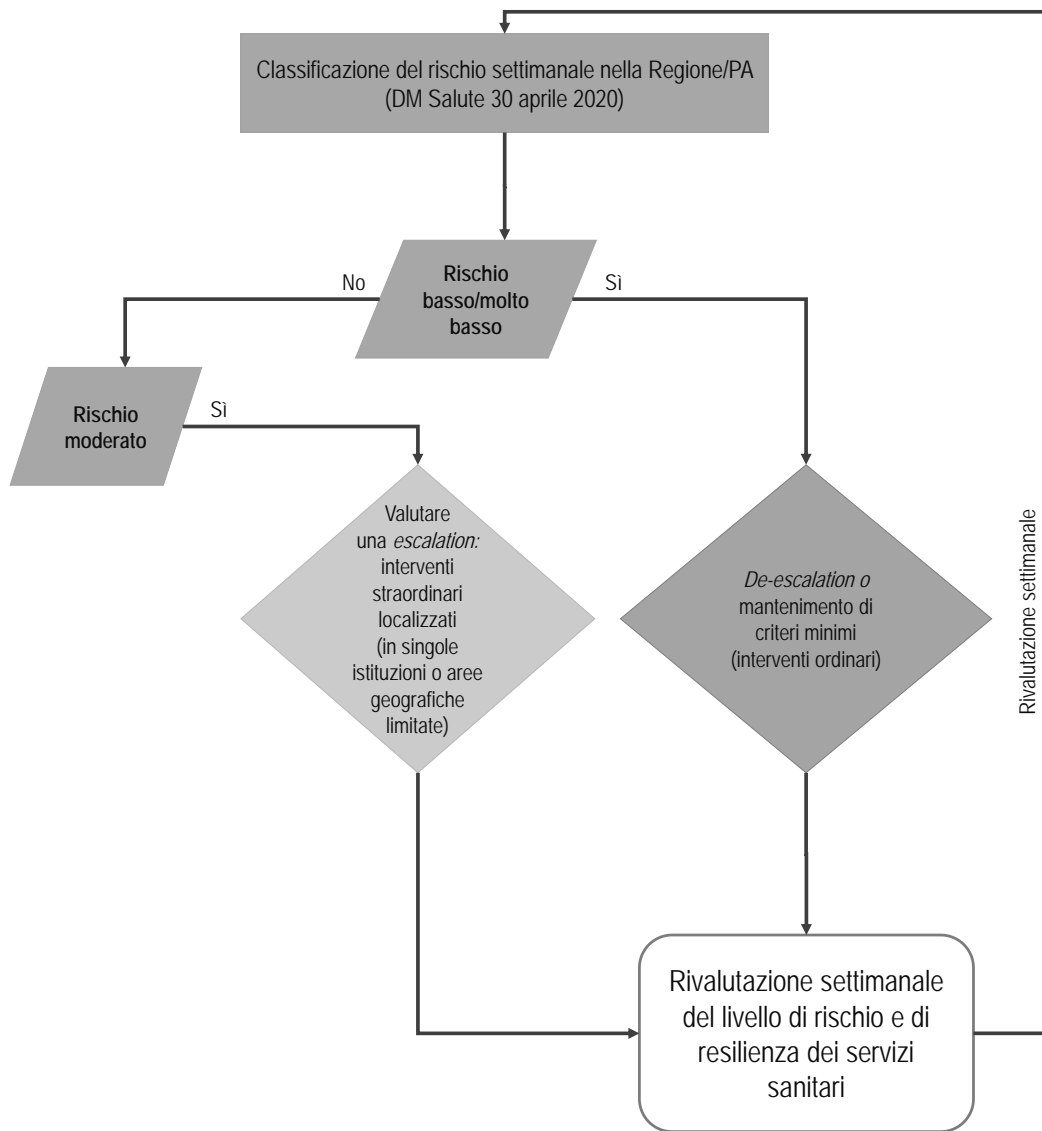 Classificazione del rischio settimanale nella Regione/PA
(DM Salute 30 aprile 2020)
No
Rischio
basso/molto
basso
Sì
Rischio
moderato
Sì
Valutare
una escalation:
interventi
straordinari
localizzati
(in singole
istituzioni o aree
geografiche
limitate)
De-escalation o
mantenimento di
criteri minimi
(interventi ordinari)
Rivalutazione settimanale
Rivalutazione settimanale
del livello di rischio e di
resilienza dei servizi
sanitari